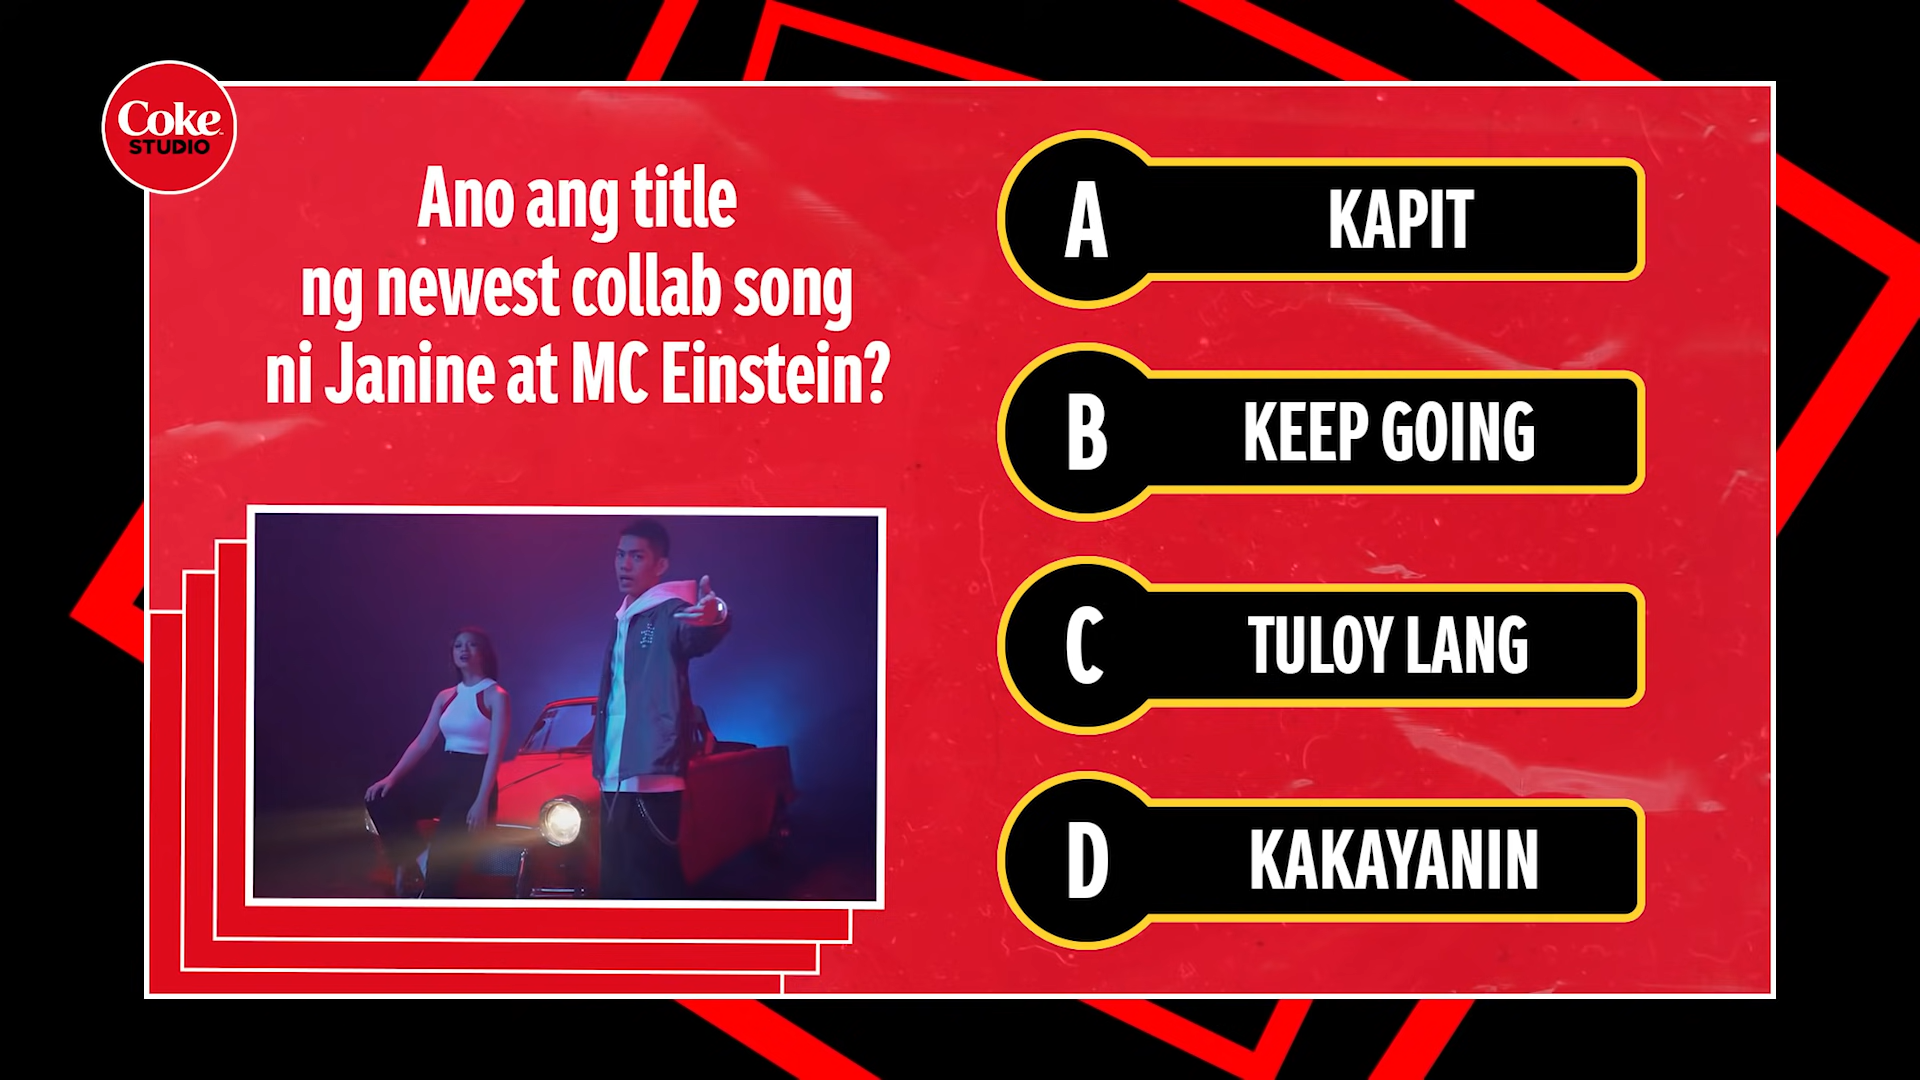 Coke
STUDIO
Ano ang title
ng newest collab song
ni Janine at MC Einstein?
A KAPIT
B KEEP GOING
C TULOY LANG
D KAKAYANIN